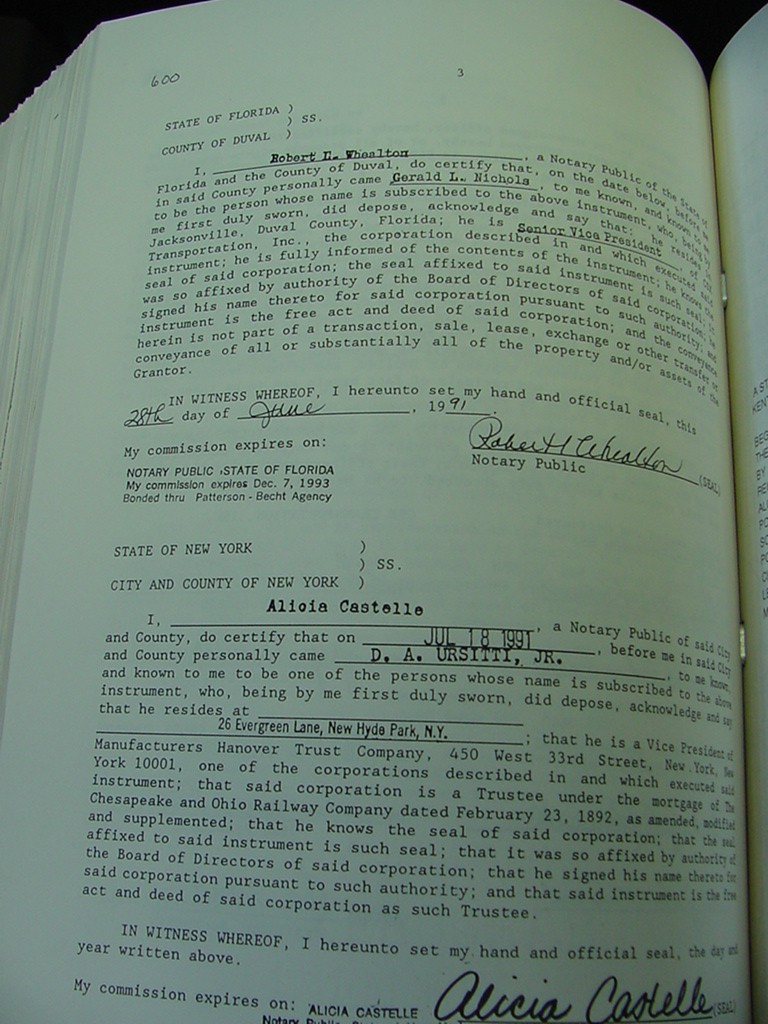 600
3
STATE OF FLORIDA )
) SS.
COUNTY OF DUVAL )
I, Robert L. Whealton, a Notary Public of the State of
Florida and the County of Duval, do certify that, on the date below, before me
in said County personally came Gerald L. Nichols, to me known, and known to me
to be the person whose name is subscribed to the above instrument, who, being by
me first duly sworn, did depose, acknowledge and say that: he resides in
Jacksonville, Duval County, Florida; he is Senior Vice President of CSX
Transportation, Inc., the corporation described in and which executed said
instrument; he is fully informed of the contents of the instrument; he knows the
seal of said corporation; the seal affixed to said instrument is such seal; it
was so affixed by authority of the Board of Directors of said corporation; he
signed his name thereto for said corporation pursuant to such authority; and
instrument is the free act and deed of said corporation; and the conveyance
herein is not part of a transaction, sale, lease, exchange or other transfer or
conveyance of all or substantially all of the property and/or assets of the
Grantor.
IN WITNESS WHEREOF, I hereunto set my hand and official seal, this
28th day of June, 1991.
My commission expires on:
Robert L Whealton (SEAL)
Notary Public
NOTARY PUBLIC, STATE OF FLORIDA
My commission expires Dec. 7, 1993
Bonded thru Patterson - Becht Agency
STATE OF NEW YORK )
) SS.
CITY AND COUNTY OF NEW YORK )
I, Alicia Castelle, a Notary Public of said City
and County, do certify that on JUL 18 1991, before me in said City
and County personally came D. A. URSITTI, JR., to me known,
and known to me to be one of the persons whose name is subscribed to the above
instrument, who, being by me first duly sworn, did depose, acknowledge and say
that he resides at
26 Evergreen Lane, New Hyde Park, N.Y.; that he is a Vice President of
Manufacturers Hanover Trust Company, 450 West 33rd Street, New York, New
York 10001, one of the corporations described in and which executed said
instrument; that said corporation is a Trustee under the mortgage of The
Chesapeake and Ohio Railway Company dated February 23, 1892, as amended, modified
and supplemented; that he knows the seal of said corporation; that the seal
affixed to said instrument is such seal; that it was so affixed by authority of
the Board of Directors of said corporation; that he signed his name thereto for
said corporation pursuant to such authority; and that said instrument is the free
act and deed of said corporation as such Trustee.
IN WITNESS WHEREOF, I hereunto set my hand and official seal, the day and
year written above.
My commission expires on: ALICIA CASTELLE Alicia Castelle (SEAL)
Notary Public